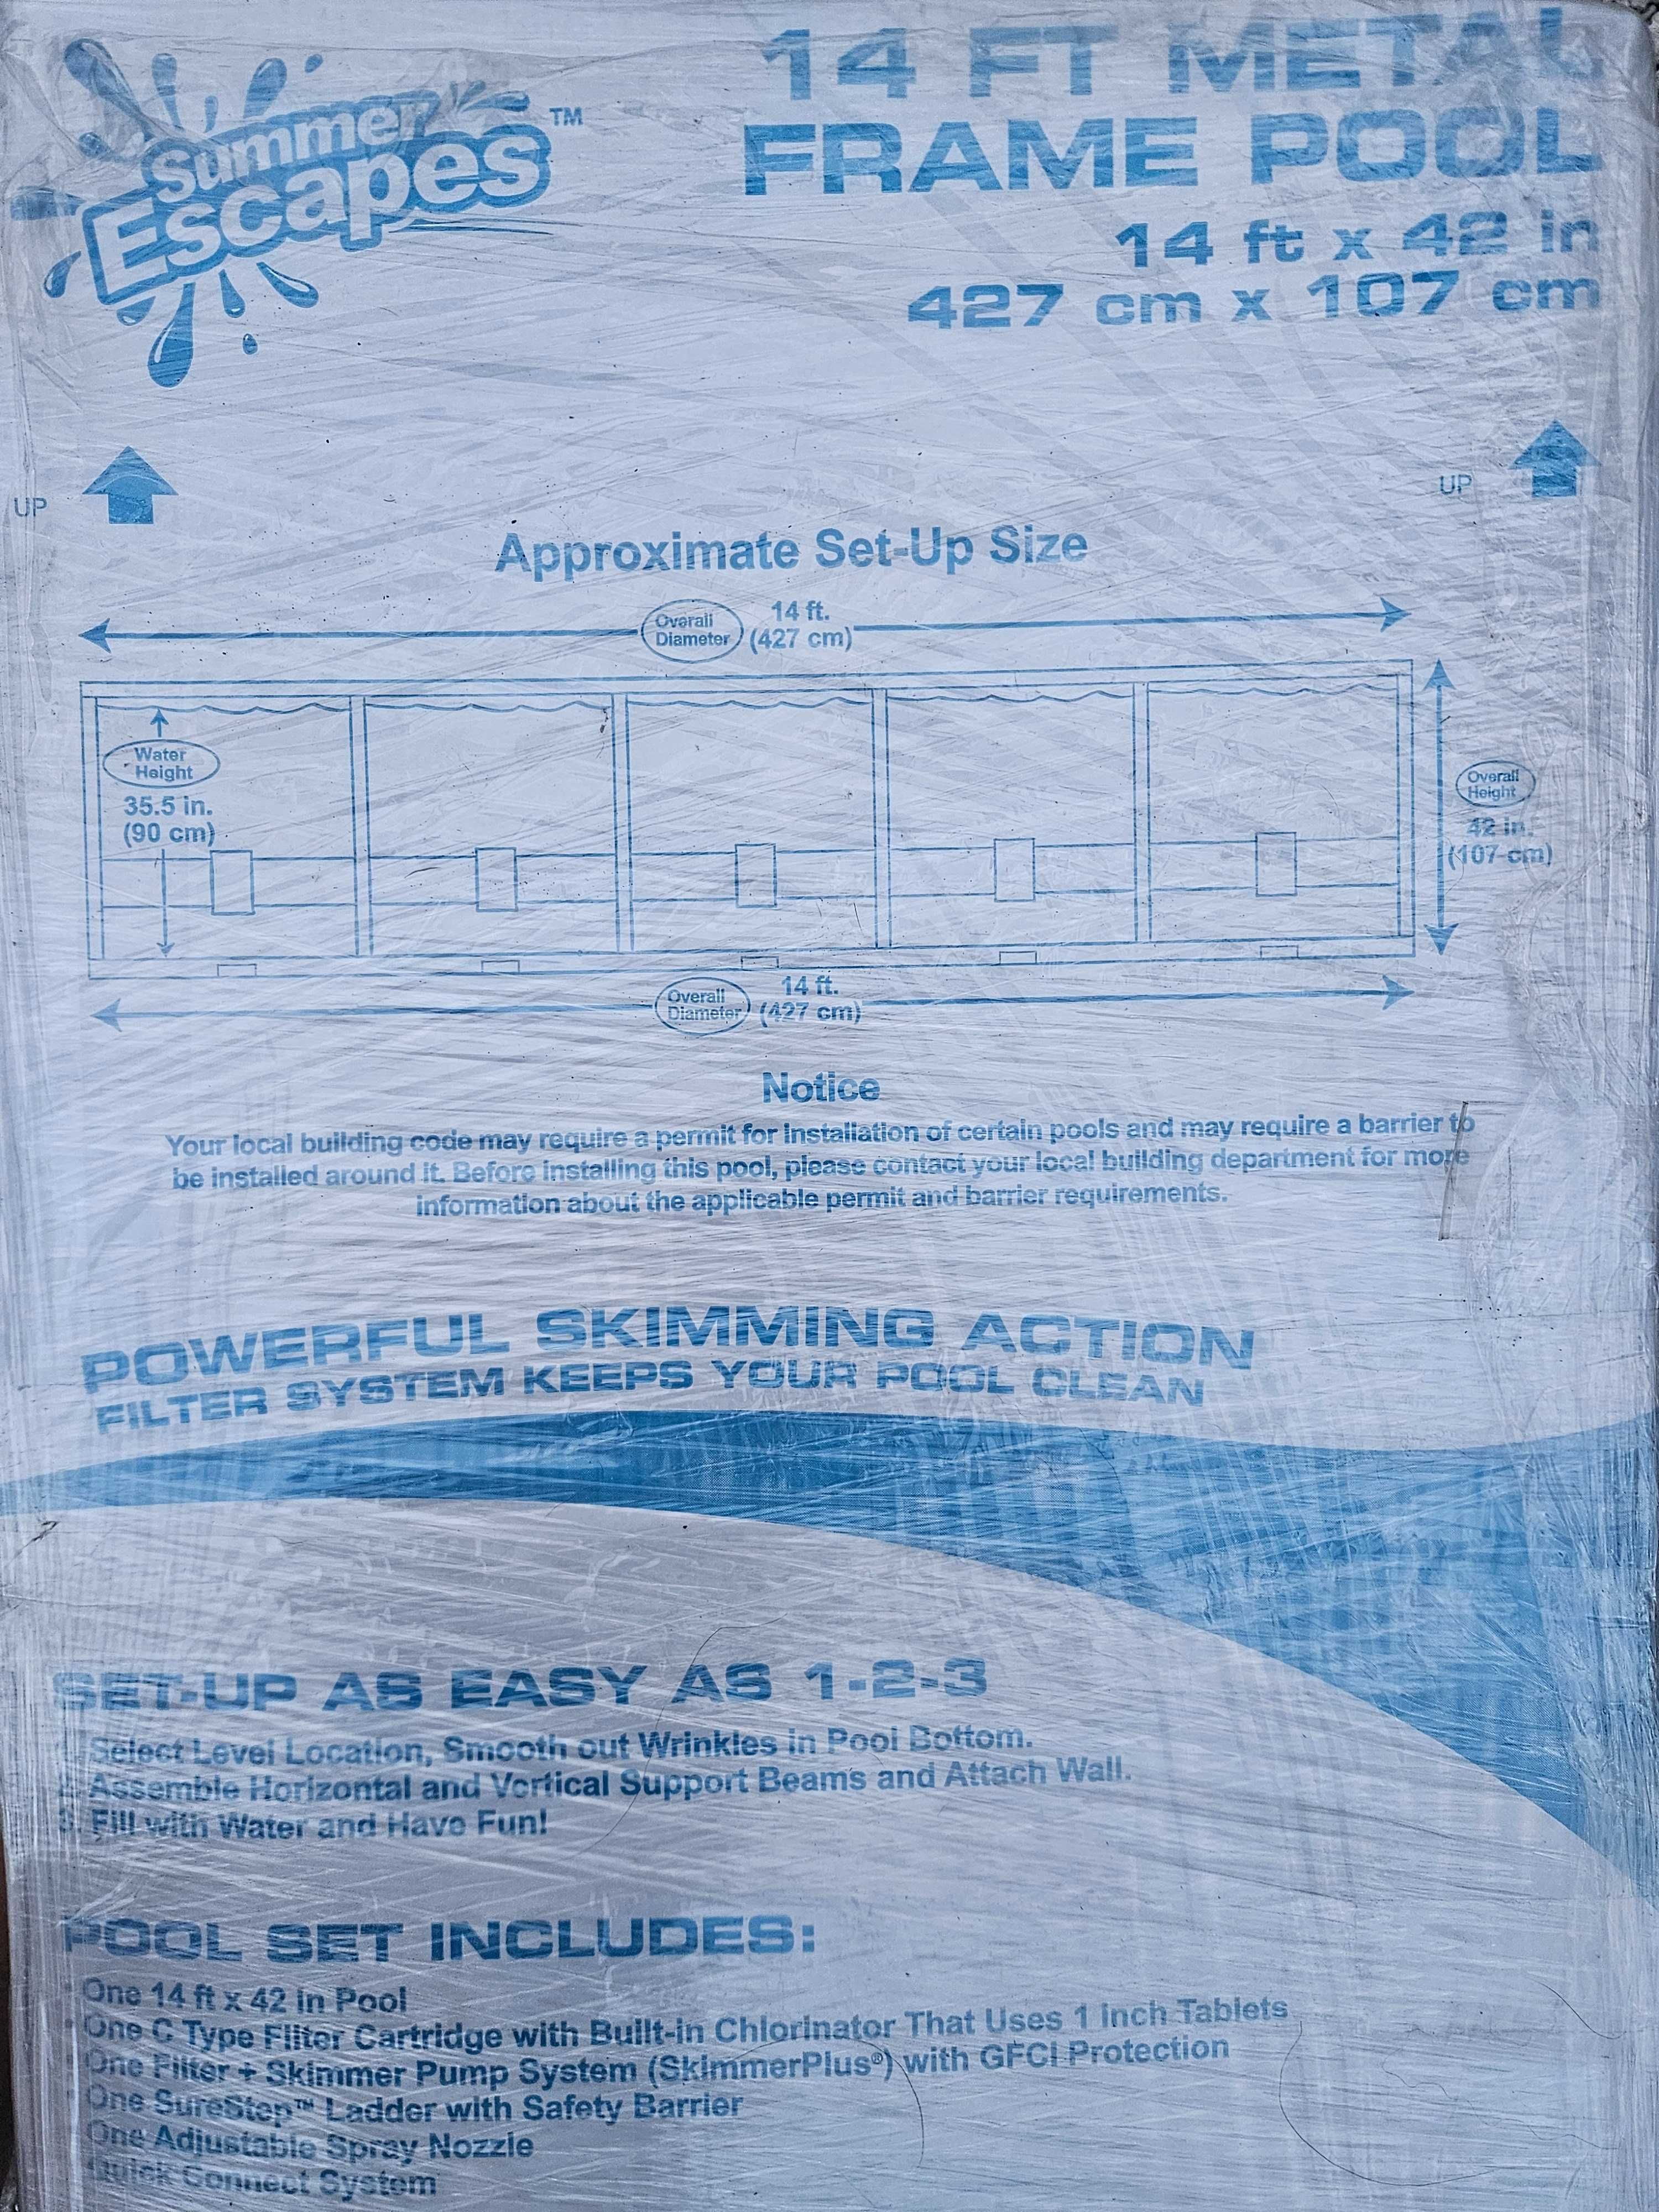 Summer
Escapes™
14 FT METAL
FRAME POOL
14 ft x 42 in
427 cm x 107 cm
UP
UP
Approximate Set-Up Size
Overall
Diameter
14 ft.
(427 cm)
Water
Height
35.5 in.
(90 cm)
Overall
Height
42 in.
(107 cm)
Overall
Diameter
14 ft.
(427 cm)
Notice
Your local building code may require a permit for installation of certain pools and may require a barrier to
be installed around it. Before installing this pool, please contact your local building department for more
information about the applicable permit and barrier requirements.
POWERFUL SKIMMING ACTION
FILTER SYSTEM KEEPS YOUR POOL CLEAN
SET-UP AS EASY AS 1-2-3
1. Select Level Location, Smooth out Wrinkles in Pool Bottom.
2. Assemble Horizontal and Vertical Support Beams and Attach Wall.
3. Fill with Water and Have Fun!
POOL SET INCLUDES:
• One 14 ft x 42 in Pool
• One C Type Filter Cartridge with Built-in Chlorinator That Uses 1 inch Tablets
• One Filter + Skimmer Pump System (SkimmerPlus®) with GFCI Protection
• One SureStep™ Ladder with Safety Barrier
• One Adjustable Spray Nozzle
• Quick Connect System